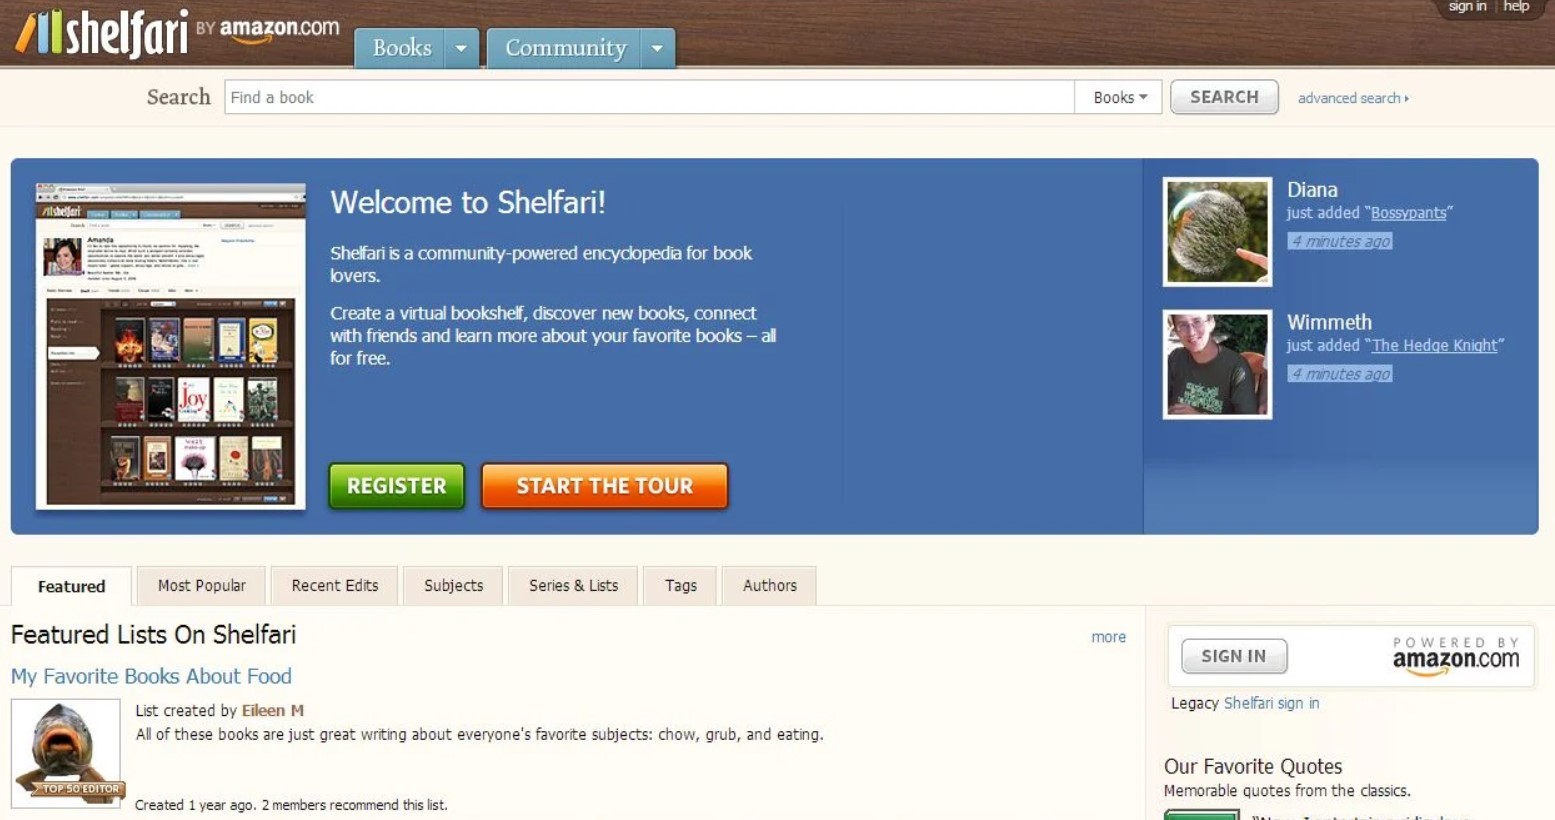 sign in help
shelfari BY amazon.com
Books Community
Search Find a book Books SEARCH advanced search
shelfari
Amanda
Welcome to Shelfari!
Shelfari is a community-powered encyclopedia for book
lovers.
Create a virtual bookshelf, discover new books, connect
with friends and learn more about your favorite books – all
for free.
REGISTER START THE TOUR
Diana
just added “Bossypants”
4 minutes ago
Wimmeth
just added “The Hedge Knight”
4 minutes ago
Featured Most Popular Recent Edits Subjects Series & Lists Tags Authors
Featured Lists On Shelfari more
My Favorite Books About Food
List created by Eileen M
All of these books are just great writing about everyone's favorite subjects: chow, grub, and eating.
TOP 50 EDITOR
Created 1 year ago. 2 members recommend this list.
SIGN IN
POWERED BY
amazon.com
Legacy Shelfari sign in
Our Favorite Quotes
Memorable quotes from the classics.